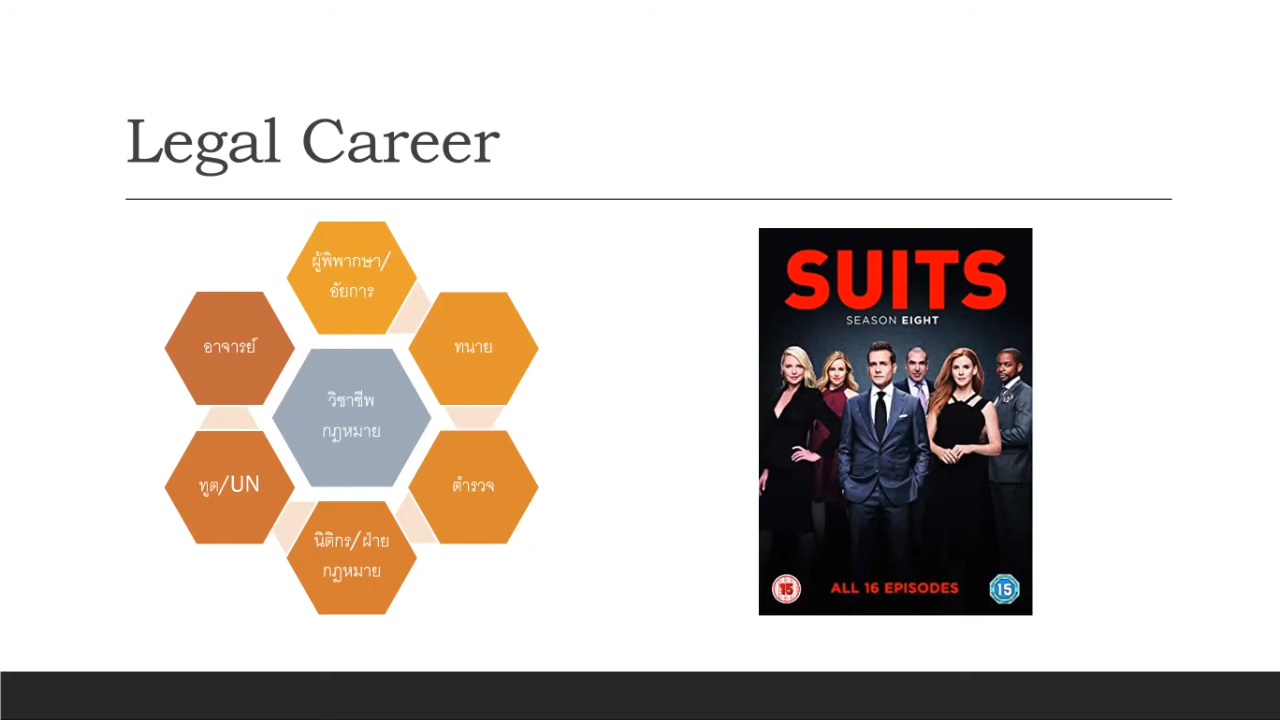 Legal Career
ผู้พิพากษา/
อัยการ
ทนาย
ตำรวจ
นิติกร/ฝ่าย
กฎหมาย
ทูต/UN
อาจารย์
วิชาชีพ
กฎหมาย
SUITS
SEASON EIGHT
15
ALL 16 EPISODES
15